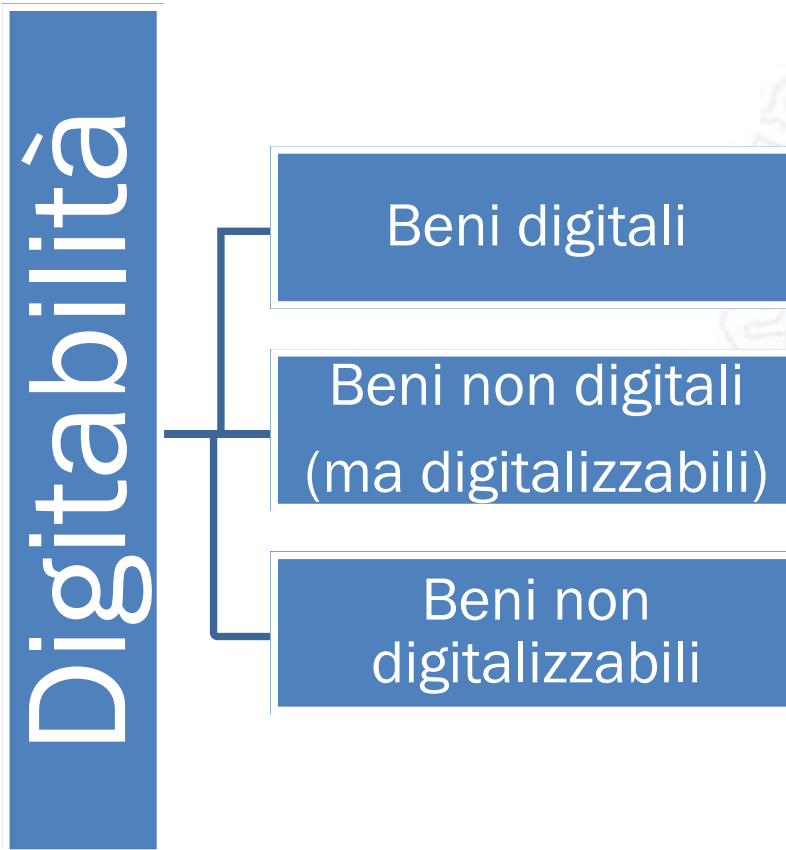 Digitabilità
Beni digitali
Beni non digitali
(ma digitalizzabili)
Beni non
digitalizzabili